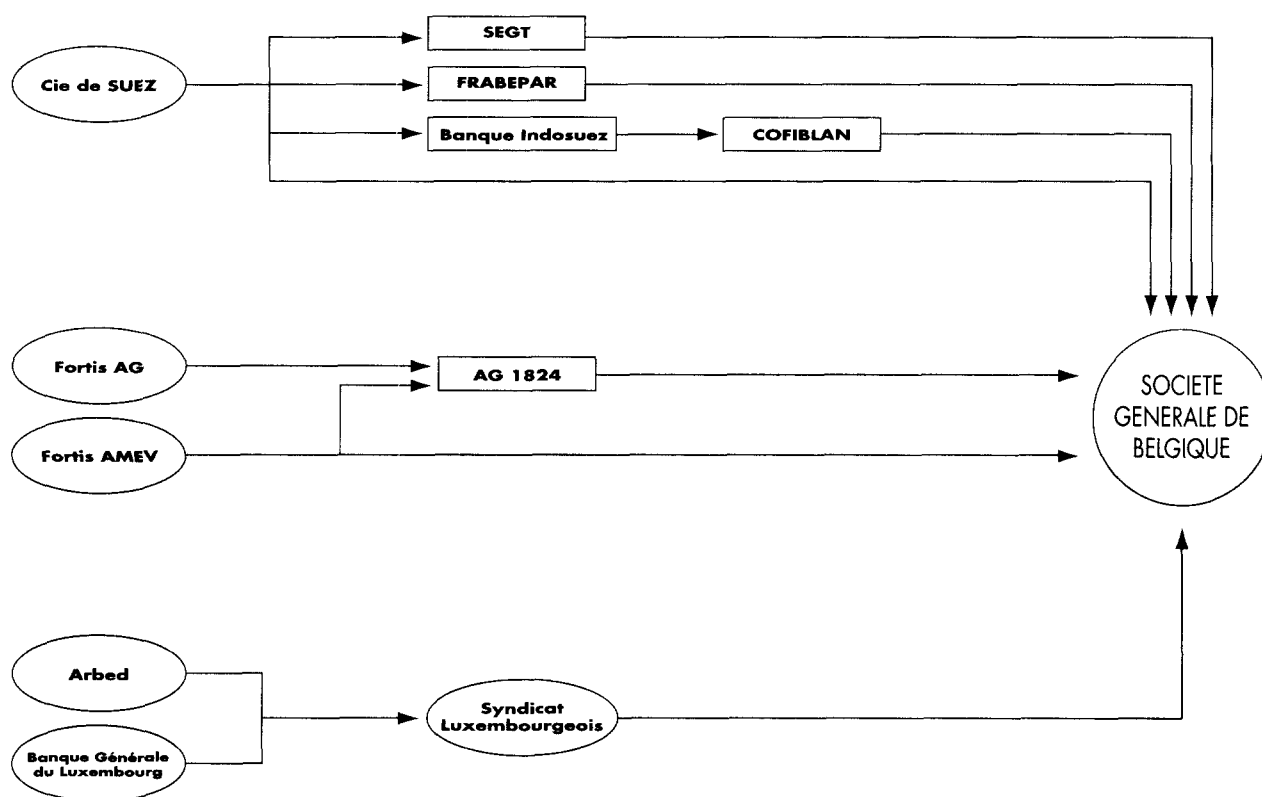 SEGT
Cie de SUEZ
FRABEPAR
Banque Indosuez
COFIBLAN
Fortis AG
AG 1824
Fortis AMEV
SOCIETE
GENERALE DE
BELGIQUE
Arbed
Syndicat
Luxembourgeois
Banque Générale
du Luxembourg